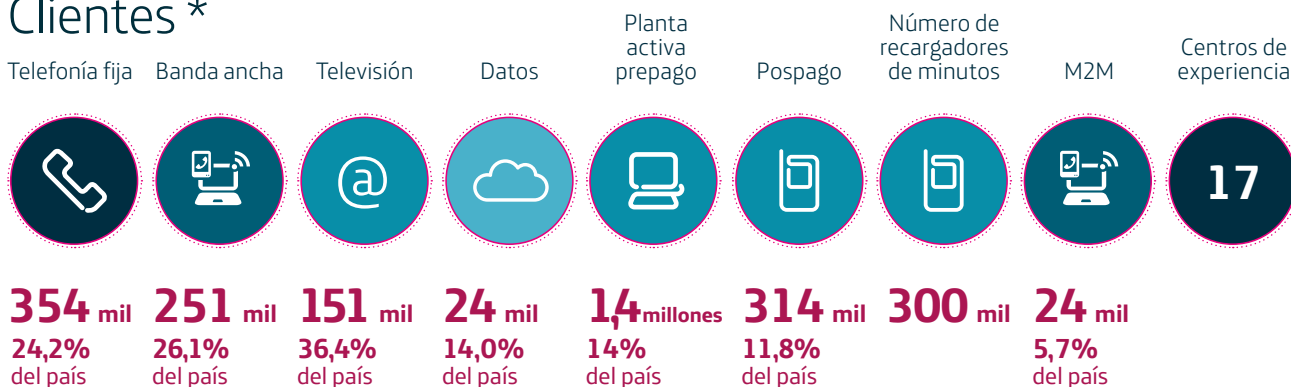 Clientes *
Telefonía fija
Banda ancha
Televisión
Datos
Planta
activa
prepago
Pospago
Número de
recargadores
de minutos
M2M
Centros de
experiencia
@
17
354 mil
24,2%
del país
251 mil
26,1%
del país
151 mil
36,4%
del país
24 mil
14,0%
del país
1,4 millones
14%
del país
314 mil
11,8%
del país
300 mil
24 mil
5,7%
del país